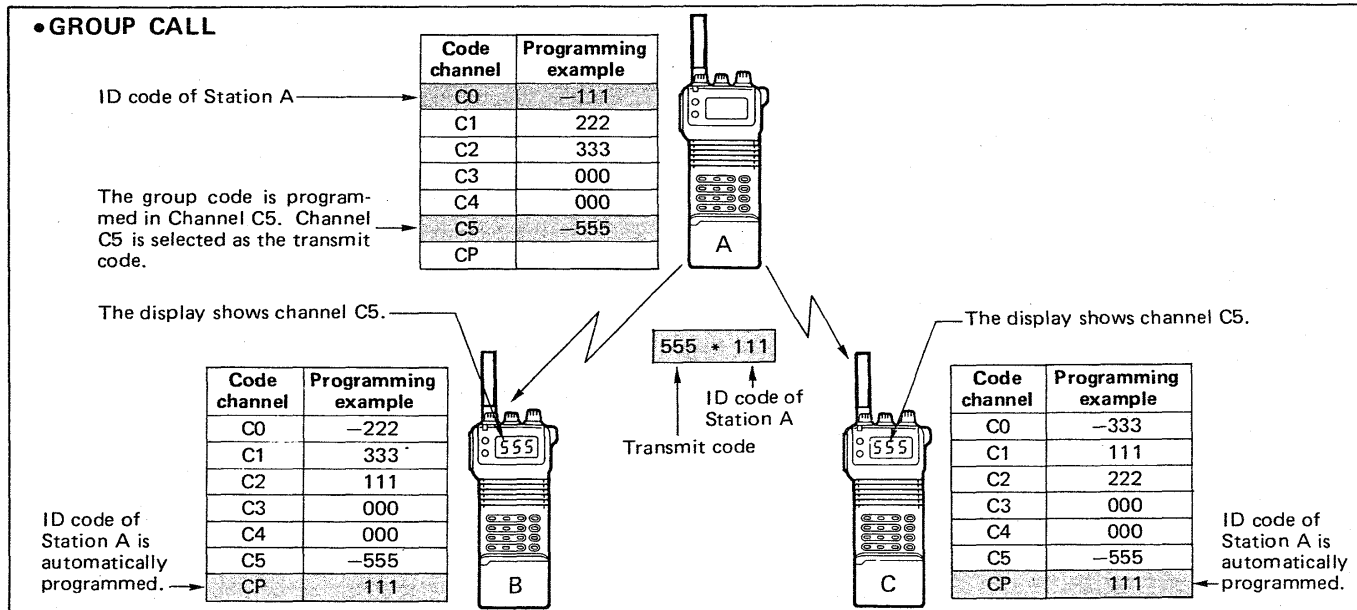 •GROUP CALL
Code channel Programming example
C0 —111
C1 222
C2 333
C3 000
C4 000
C5 —555
CP
ID code of Station A
The group code is program-
med in Channel C5. Channel
C5 is selected as the transmit
code.
A
The display shows channel C5.
555 * 111
Transmit code
ID code of
Station A
The display shows channel C5.
Code channel Programming example
C0 —222
C1 333
C2 111
C3 000
C4 000
C5 —555
CP 111
ID code of
Station A is
automatically
programmed.
555
B
555
C
Code channel Programming example
C0 —333
C1 111
C2 222
C3 000
C4 000
C5 —555
CP 111
ID code of
Station A is
automatically
programmed.